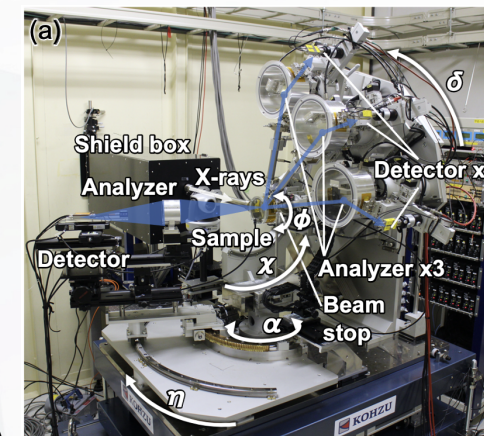 (a)
δ
Shield box
Detector x
Analyzer
X-rays
ϕ
Sample
Detector
χ
Analyzer x3
Beam
stop
α
η
KOHZU
KOHZU